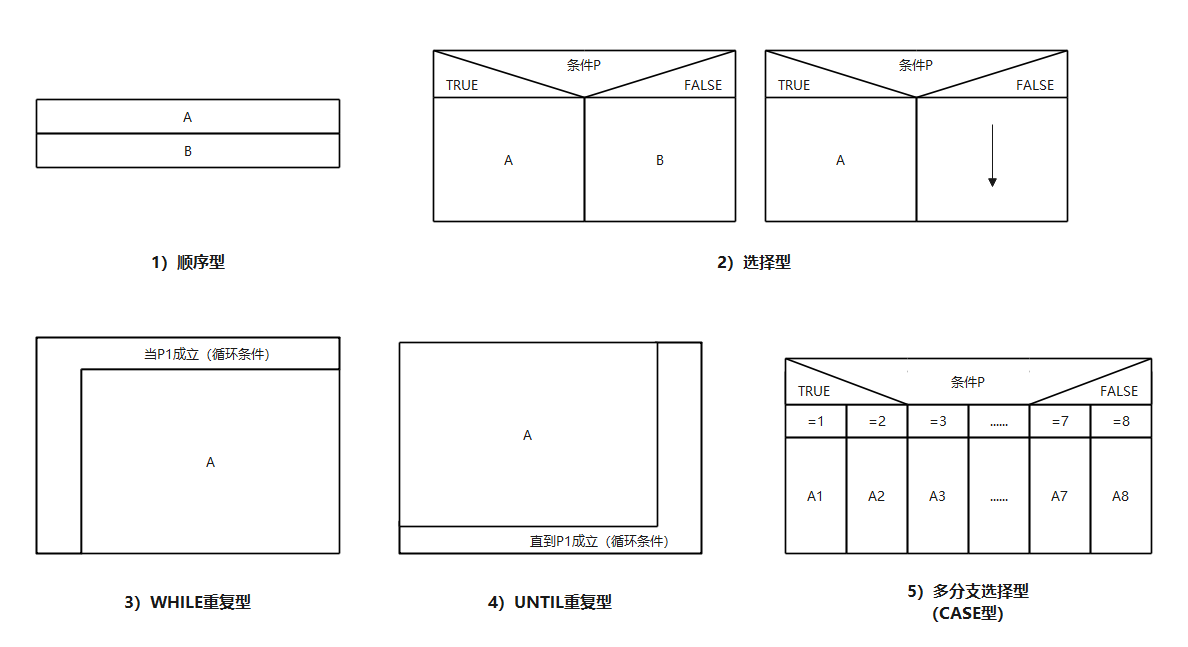 A
B
1）顺序型
条件P
TRUE
FALSE
A
B
条件P
TRUE
FALSE
A
2）选择型
当P1成立（循环条件）
A
3）WHILE重复型
A
直到P1成立（循环条件）
4）UNTIL重复型
条件P
TRUE
FALSE
=1 =2 =3 ...... =7 =8
A1 A2 A3 ...... A7 A8
5）多分支选择型
（CASE型）